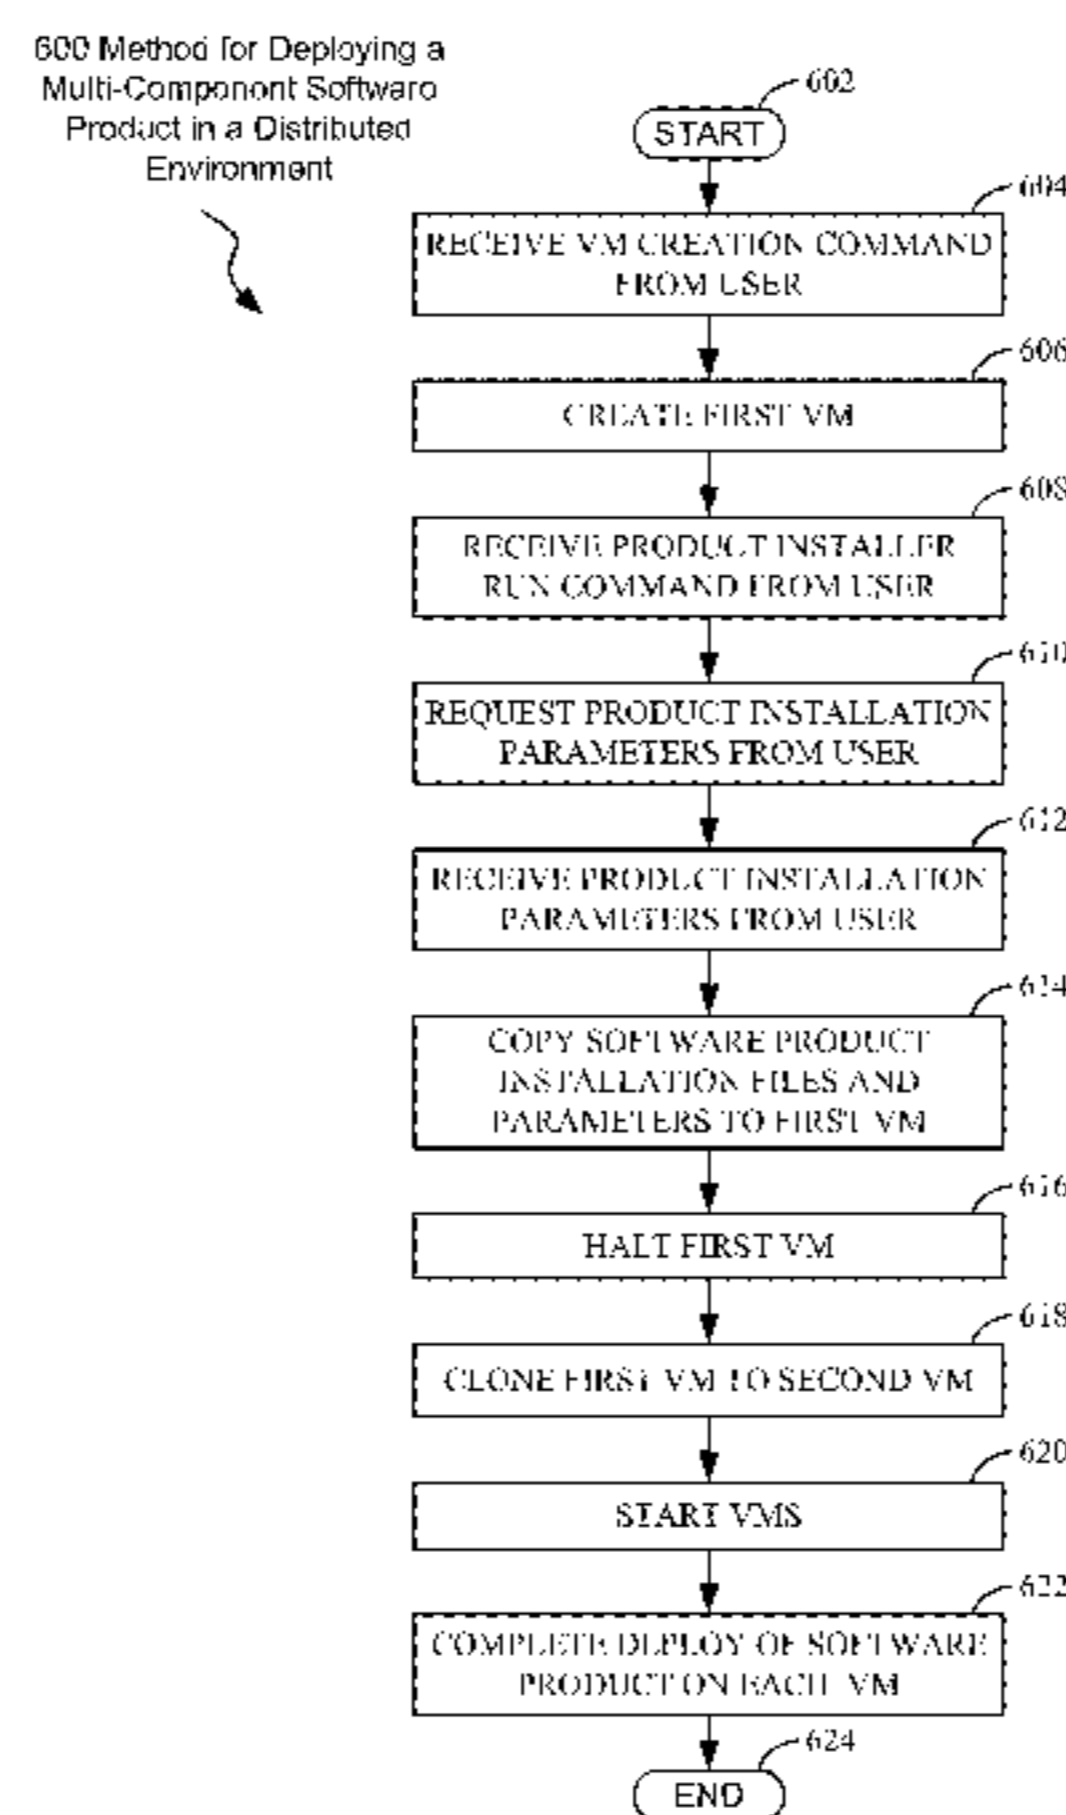 600 Method for Deploying a
Multi-Component Software
Product in a Distributed
Environment
602
START
604
RECEIVE VM CREATION COMMAND
FROM USER
606
CREATE FIRST VM
608
RECEIVE PRODUCT INSTALLER
RUN COMMAND FROM USER
610
REQUEST PRODUCT INSTALLATION
PARAMETERS FROM USER
612
RECEIVE PRODUCT INSTALLATION
PARAMETERS FROM USER
614
COPY SOFTWARE PRODUCT
INSTALLATION FILES AND
PARAMETERS TO FIRST VM
616
HALT FIRST VM
618
CLONE FIRST VM TO SECOND VM
620
START VMS
622
COMPLETE DEPLOY OF SOFTWARE
PRODUCT ON EACH VM
624
END